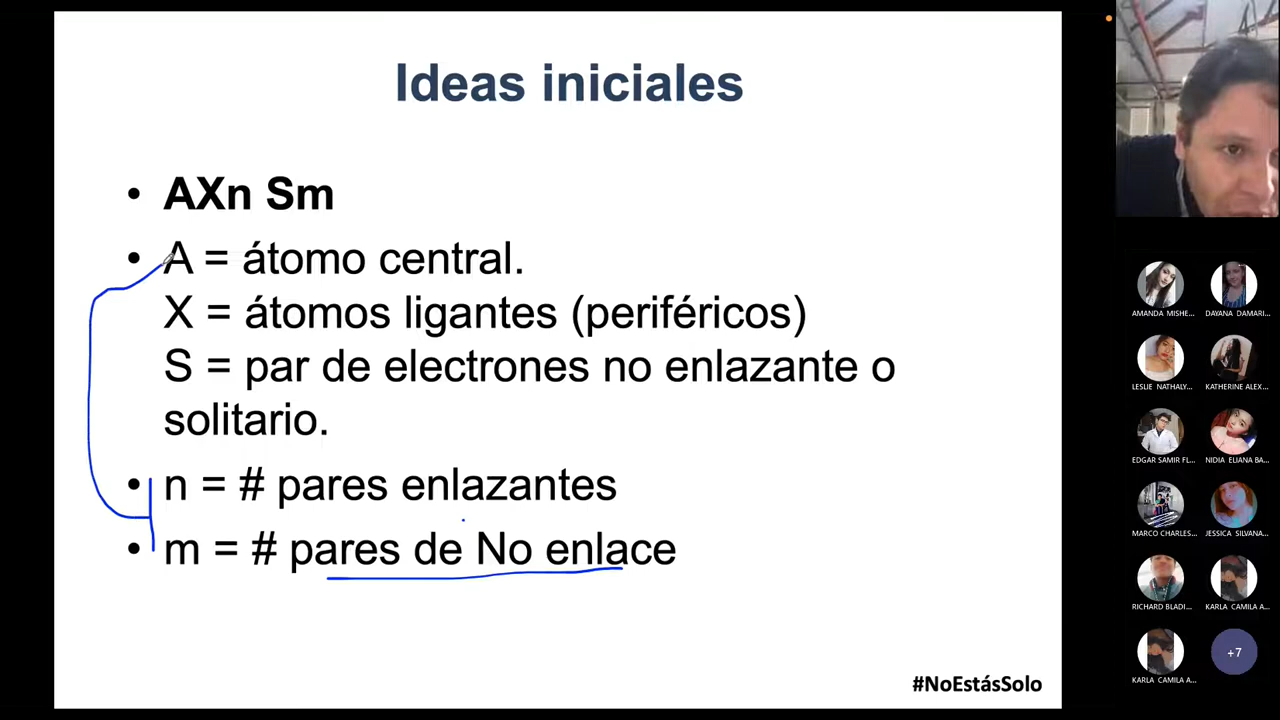 Ideas iniciales
• AXn Sm
• A = átomo central.
X = átomos ligantes (periféricos)
S = par de electrones no enlazante o
solitario.
• n = # pares enlazantes
• m = # pares de No enlace
#NoEstásSolo
AMANDA MISHE...
DAYANA DAMARI...
LESLIE NATHALY...
KATHERINE ALEX...
EDGAR SAMIR FL...
NIDIA ELIANA BA...
MARCO CHARLES...
JESSICA SILVANA...
RICHARD BLADI...
KARLA CAMILA A...
KARLA CAMILA A...
+7